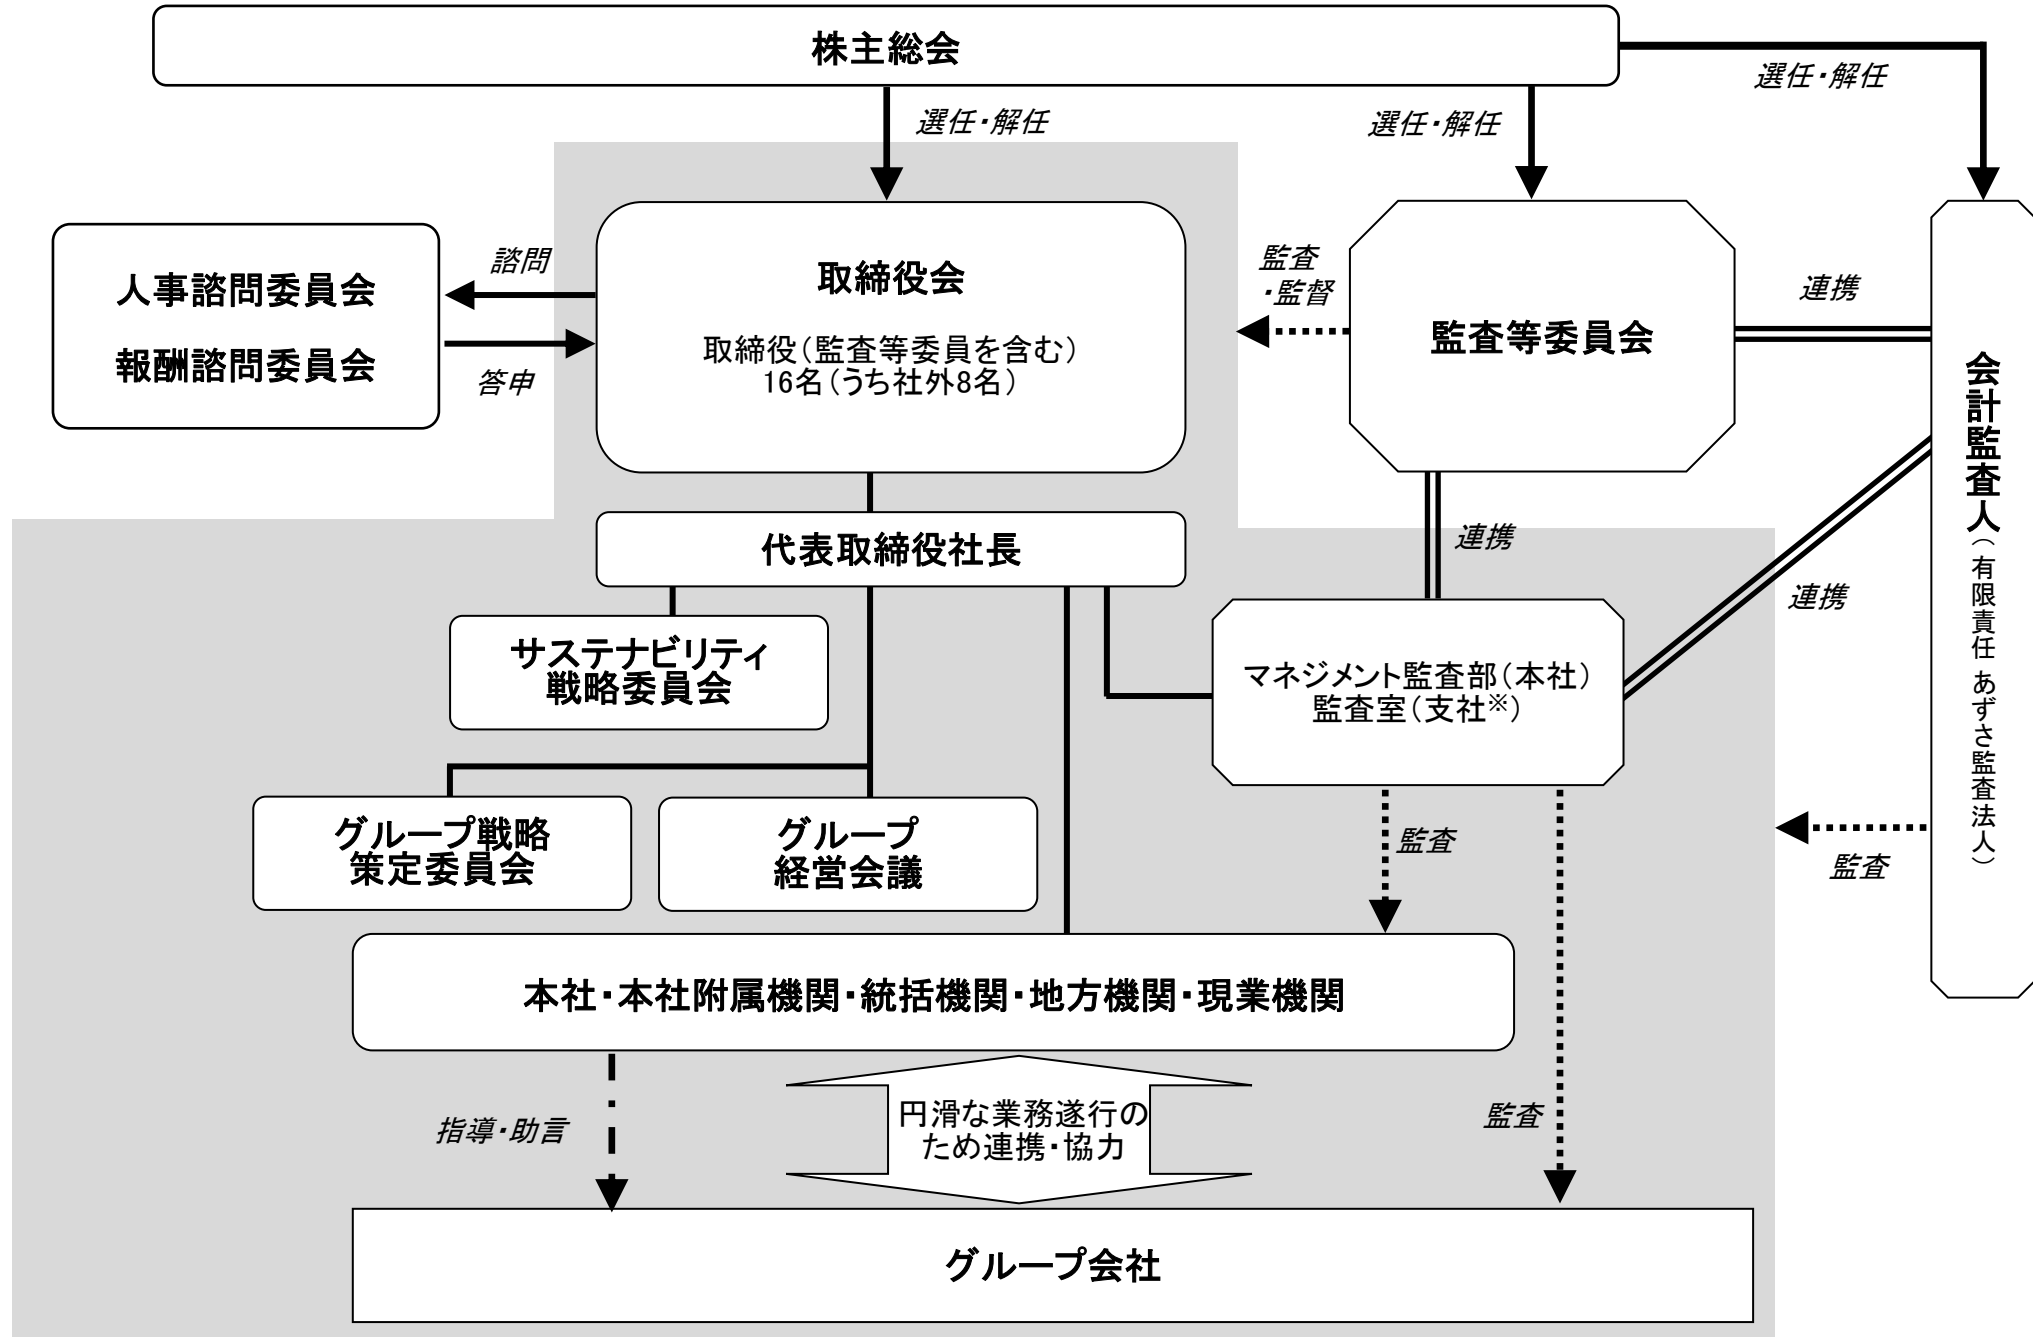 株主総会
選任・解任
選任・解任
選任・解任
人事諮問委員会
報酬諮問委員会
諮問
答申
取締役会
取締役（監査等委員を含む）
16名（うち社外8名）
監査
・監督
監査等委員会
連携
会計監査人（有限責任 あずさ監査法人）
代表取締役社長
連携
連携
サステナビリティ
戦略委員会
マネジメント監査部（本社）
監査室（支社※）
グループ戦略
策定委員会
グループ
経営会議
監査
監査
本社・本社附属機関・統括機関・地方機関・現業機関
指導・助言
円滑な業務遂行の
ため連携・協力
監査
グループ会社